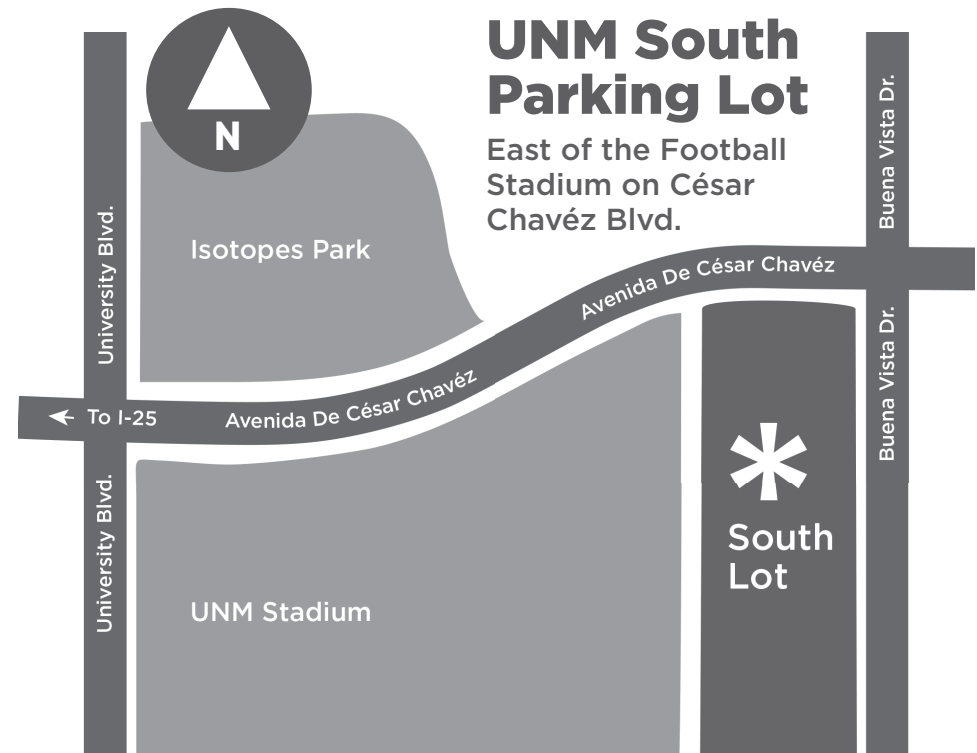 UNM South
Parking Lot
East of the Football
Stadium on César
Chavéz Blvd.
N
Isotopes Park
University Blvd.
Buena Vista Dr.
Avenida De César Chavéz
Buena Vista Dr.
To I-25
Avenida De César Chavéz
University Blvd.
South
Lot
UNM Stadium